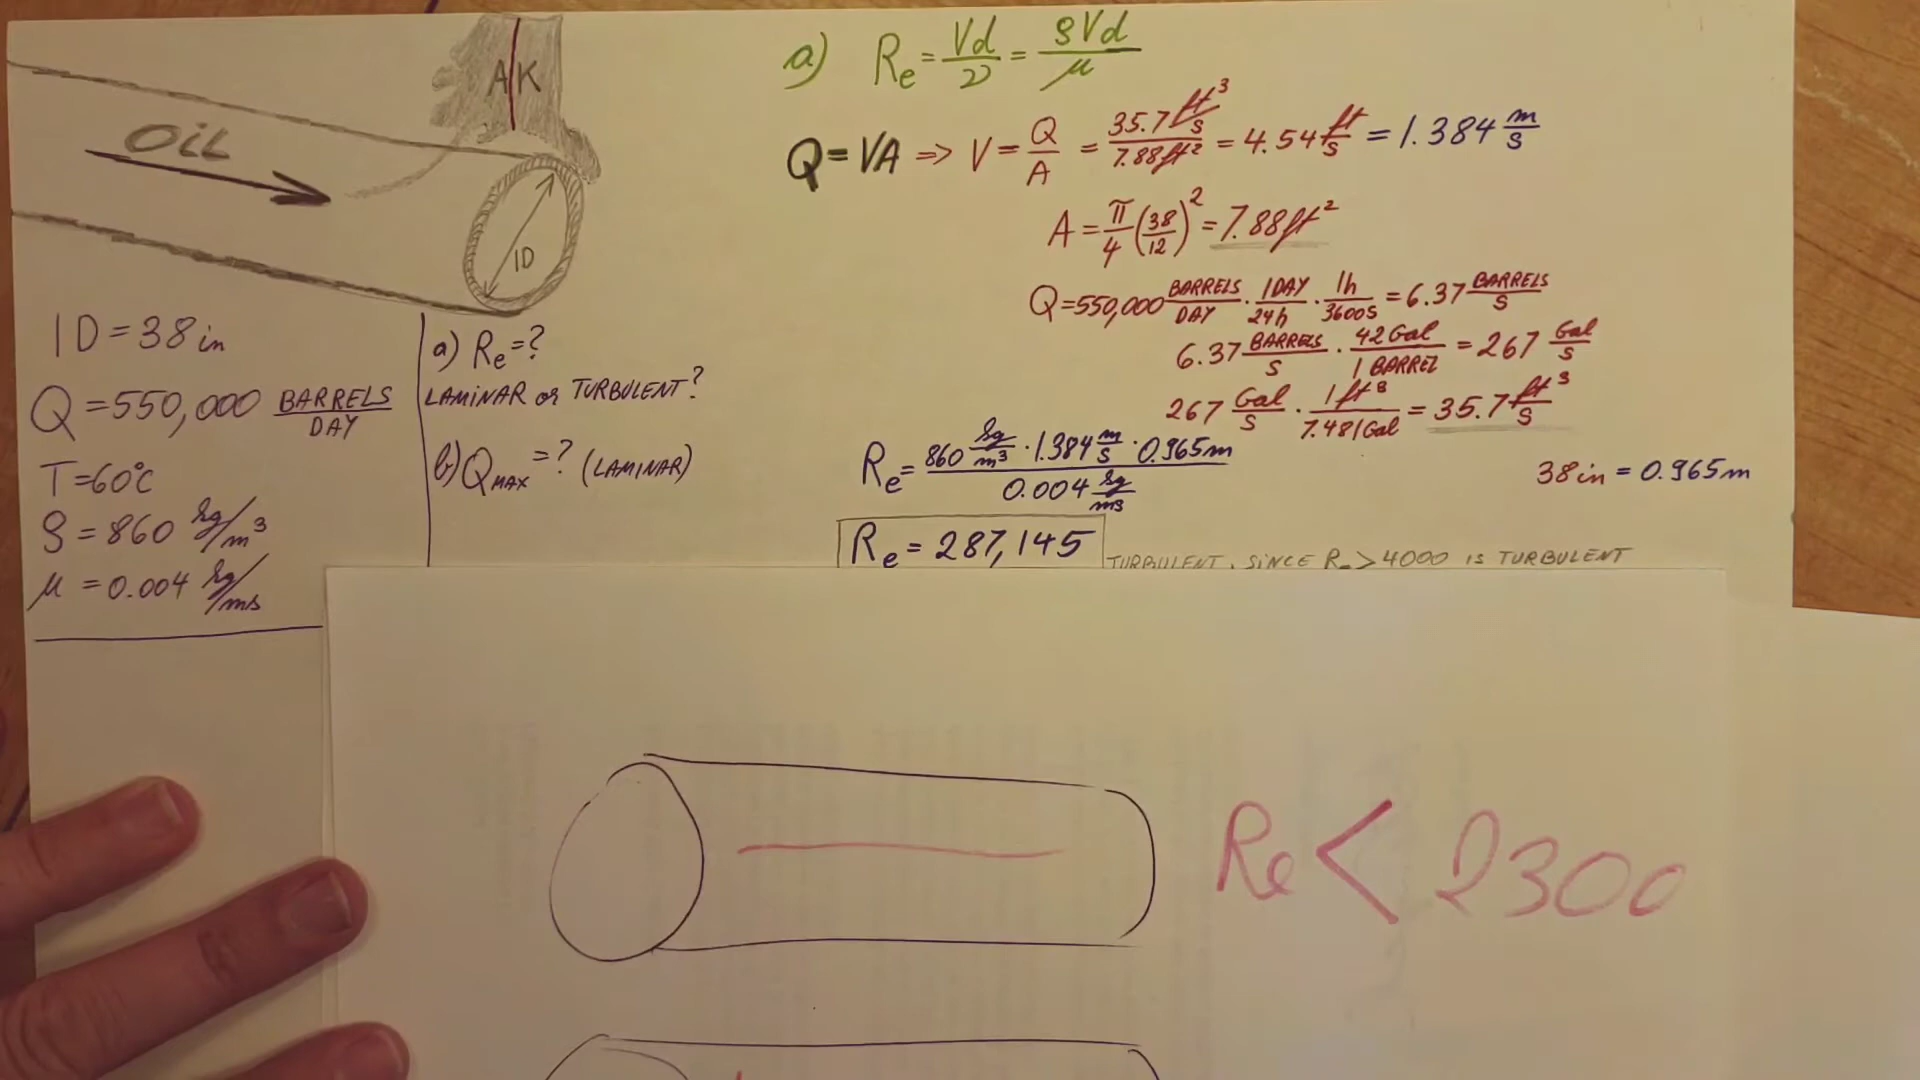 AK
OiL
ID
ID = 38 in
Q = 550,000 BARRELS/DAY
T = 60°C
ρ = 860 kg/m³
μ = 0.004 kg/ms
a) Re = ?
LAMINAR or TURBULENT?
b) QMAX = ? (LAMINAR)
a) Re = Vd/ν = ρVd/μ
Q = VA => V = Q/A = 35.7 ft³/s / 7.88 ft² = 4.54 ft/s = 1.384 m/s
A = π/4 (38/12)² = 7.88 ft²
Q = 550,000 BARRELS/DAY · 1 DAY/24h · 1h/3600s = 6.37 BARRELS/S
6.37 BARRELS/S · 42 Gal/1 BARREL = 267 Gal/S
267 Gal/S · 1 ft³/7.481 Gal = 35.7 ft³/S
Re = 860 kg/m³ · 1.384 m/s · 0.965 m / 0.004 kg/ms
38 in = 0.965 m
Re = 287,145 TURBULENT, SINCE Re > 4000 IS TURBULENT
Re < 2300